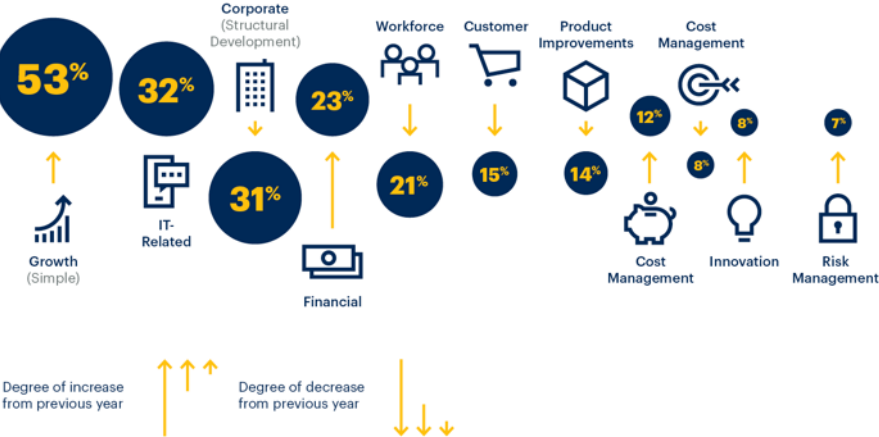 53%
Growth
(Simple)
32%
IT-
Related
Corporate
(Structural
Development)
31%
23%
Financial
Workforce
21%
Customer
15%
Product
Improvements
14%
12%
Cost
Management
Cost
Management
8%
8%
Innovation
7%
Risk
Management
Degree of increase
from previous year
Degree of decrease
from previous year